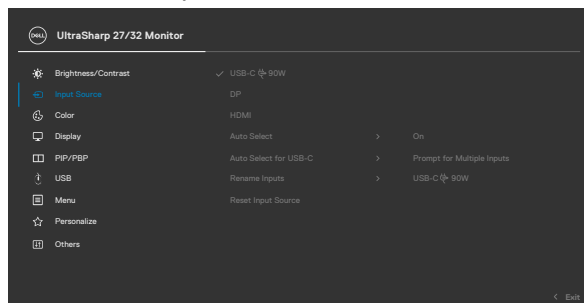 DELL UltraSharp 27/32 Monitor
Brightness/Contrast USB-C 90W
Input Source DP
Color HDMI
Display Auto Select > On
PIP/PBP Auto Select for USB-C > Prompt for Multiple Inputs
USB Rename Inputs > USB-C 90W
Menu Reset Input Source
Personalize
Others
< Exit